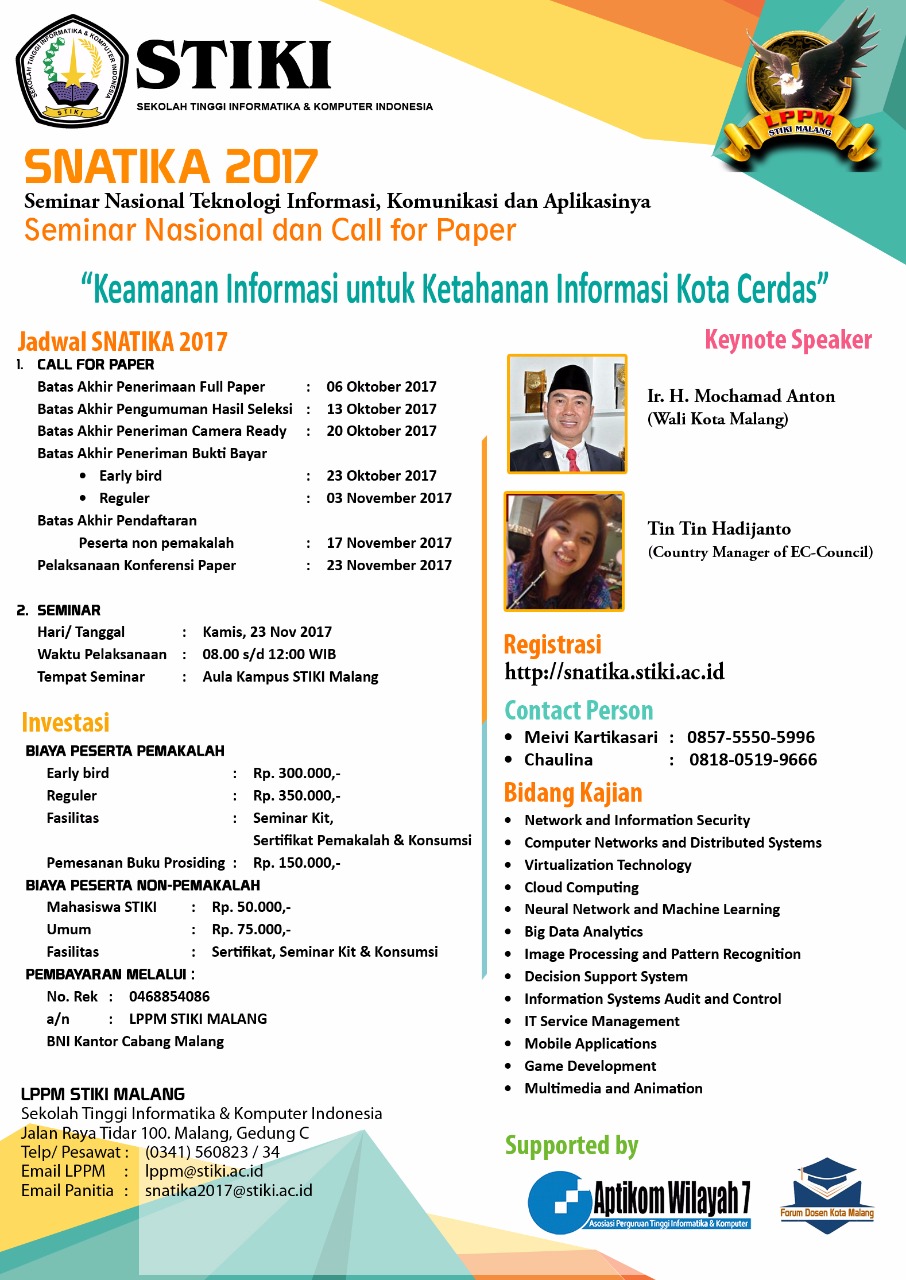 SEKOLAH TINGGI INFORMATIKA & KOMPUTER INDONESIA
STIKI
STIKI
SEKOLAH TINGGI INFORMATIKA & KOMPUTER INDONESIA
LPPM
STIKI MALANG
SNATIKA 2017
Seminar Nasional Teknologi Informasi, Komunikasi dan Aplikasinya
Seminar Nasional dan Call for Paper
“Keamanan Informasi untuk Ketahanan Informasi Kota Cerdas”
Jadwal SNATIKA 2017
1. CALL FOR PAPER
Batas Akhir Penerimaan Full Paper : 06 Oktober 2017
Batas Akhir Pengumuman Hasil Seleksi : 13 Oktober 2017
Batas Akhir Peneriman Camera Ready : 20 Oktober 2017
Batas Akhir Peneriman Bukti Bayar
• Early bird : 23 Oktober 2017
• Reguler : 03 November 2017
Batas Akhir Pendaftaran
Peserta non pemakalah : 17 November 2017
Pelaksanaan Konferensi Paper : 23 November 2017
2. SEMINAR
Hari/ Tanggal : Kamis, 23 Nov 2017
Waktu Pelaksanaan : 08.00 s/d 12:00 WIB
Tempat Seminar : Aula Kampus STIKI Malang
Investasi
BIAYA PESERTA PEMAKALAH
Early bird : Rp. 300.000,-
Reguler : Rp. 350.000,-
Fasilitas : Seminar Kit,
Sertifikat Pemakalah & Konsumsi
Pemesanan Buku Prosiding : Rp. 150.000,-
BIAYA PESERTA NON-PEMAKALAH
Mahasiswa STIKI : Rp. 50.000,-
Umum : Rp. 75.000,-
Fasilitas : Sertifikat, Seminar Kit & Konsumsi
PEMBAYARAN MELALUI :
No. Rek : 0468854086
a/n : LPPM STIKI MALANG
BNI Kantor Cabang Malang
LPPM STIKI MALANG
Sekolah Tinggi Informatika & Komputer Indonesia
Jalan Raya Tidar 100. Malang, Gedung C
Telp/ Pesawat : (0341) 560823 / 34
Email LPPM : lppm@stiki.ac.id
Email Panitia : snatika2017@stiki.ac.id
Keynote Speaker
Ir. H. Mochamad Anton
(Wali Kota Malang)
Tin Tin Hadijanto
(Country Manager of EC-Council)
Registrasi
http://snatika.stiki.ac.id
Contact Person
• Meivi Kartikasari : 0857-5550-5996
• Chaulina : 0818-0519-9666
Bidang Kajian
• Network and Information Security
• Computer Networks and Distributed Systems
• Virtualization Technology
• Cloud Computing
• Neural Network and Machine Learning
• Big Data Analytics
• Image Processing and Pattern Recognition
• Decision Support System
• Information Systems Audit and Control
• IT Service Management
• Mobile Applications
• Game Development
• Multimedia and Animation
Supported by
Aptikom Wilayah 7
Asosiasi Perguruan Tinggi Informatika & Komputer
Forum Dosen Kota Malang